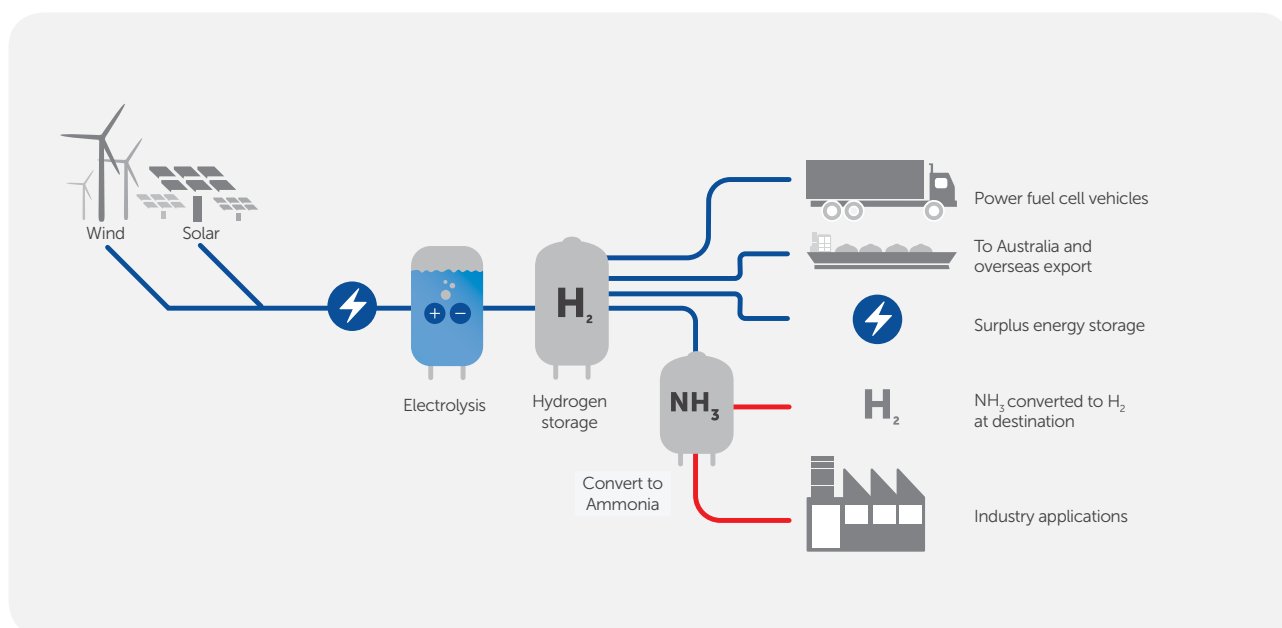 Wind
Solar
+
−
Electrolysis
H₂
Hydrogen
storage
NH₃
Convert to
Ammonia
Power fuel cell vehicles
To Australia and
overseas export
Surplus energy storage
H₂
NH₃ converted to H₂
at destination
Industry applications